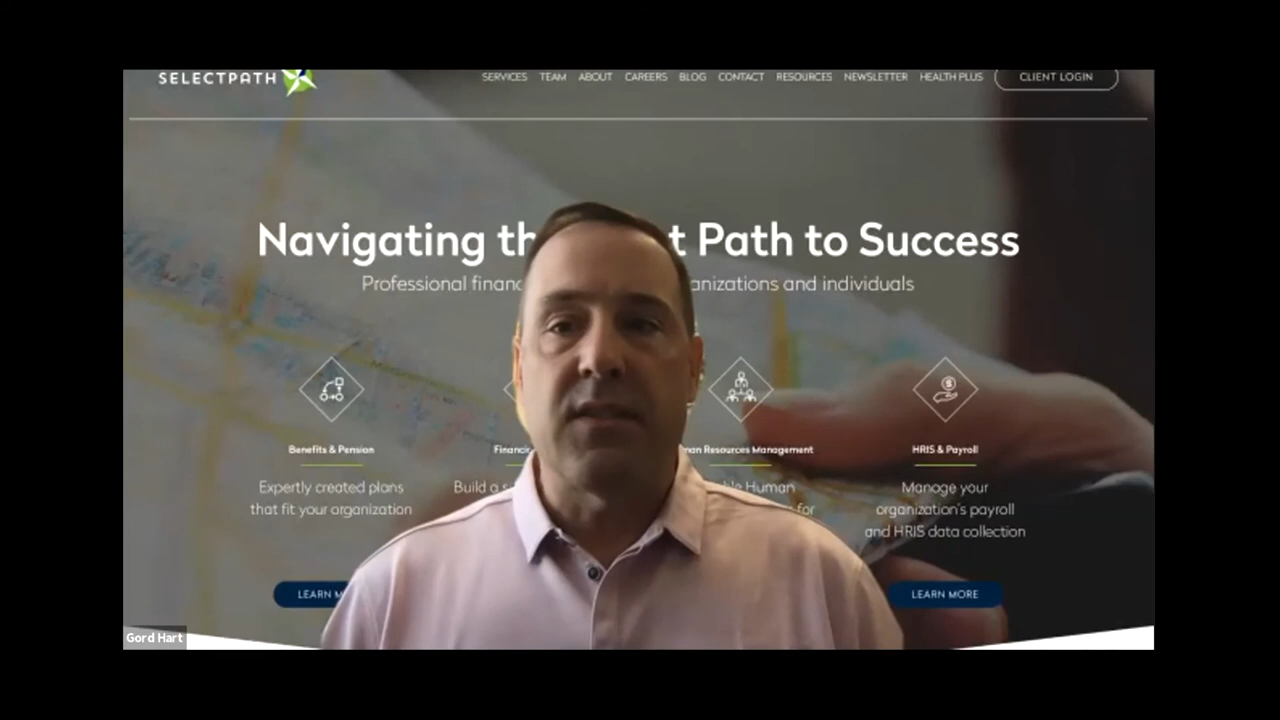 SELECTPATH
SERVICES TEAM ABOUT CAREERS BLOG CONTACT RESOURCES NEWSLETTER HEALTH PLUS CLIENT LOGIN
Navigating th t Path to Success
Professional financ anizations and individuals
Benefits & Pension
Expertly created plans
that fit your organization
LEARN M
Financi
Build a s
an Resources Management
le Human
for
HRIS & Payroll
Manage your
organization's payroll
and HRIS data collection
LEARN MORE
Gord Hart